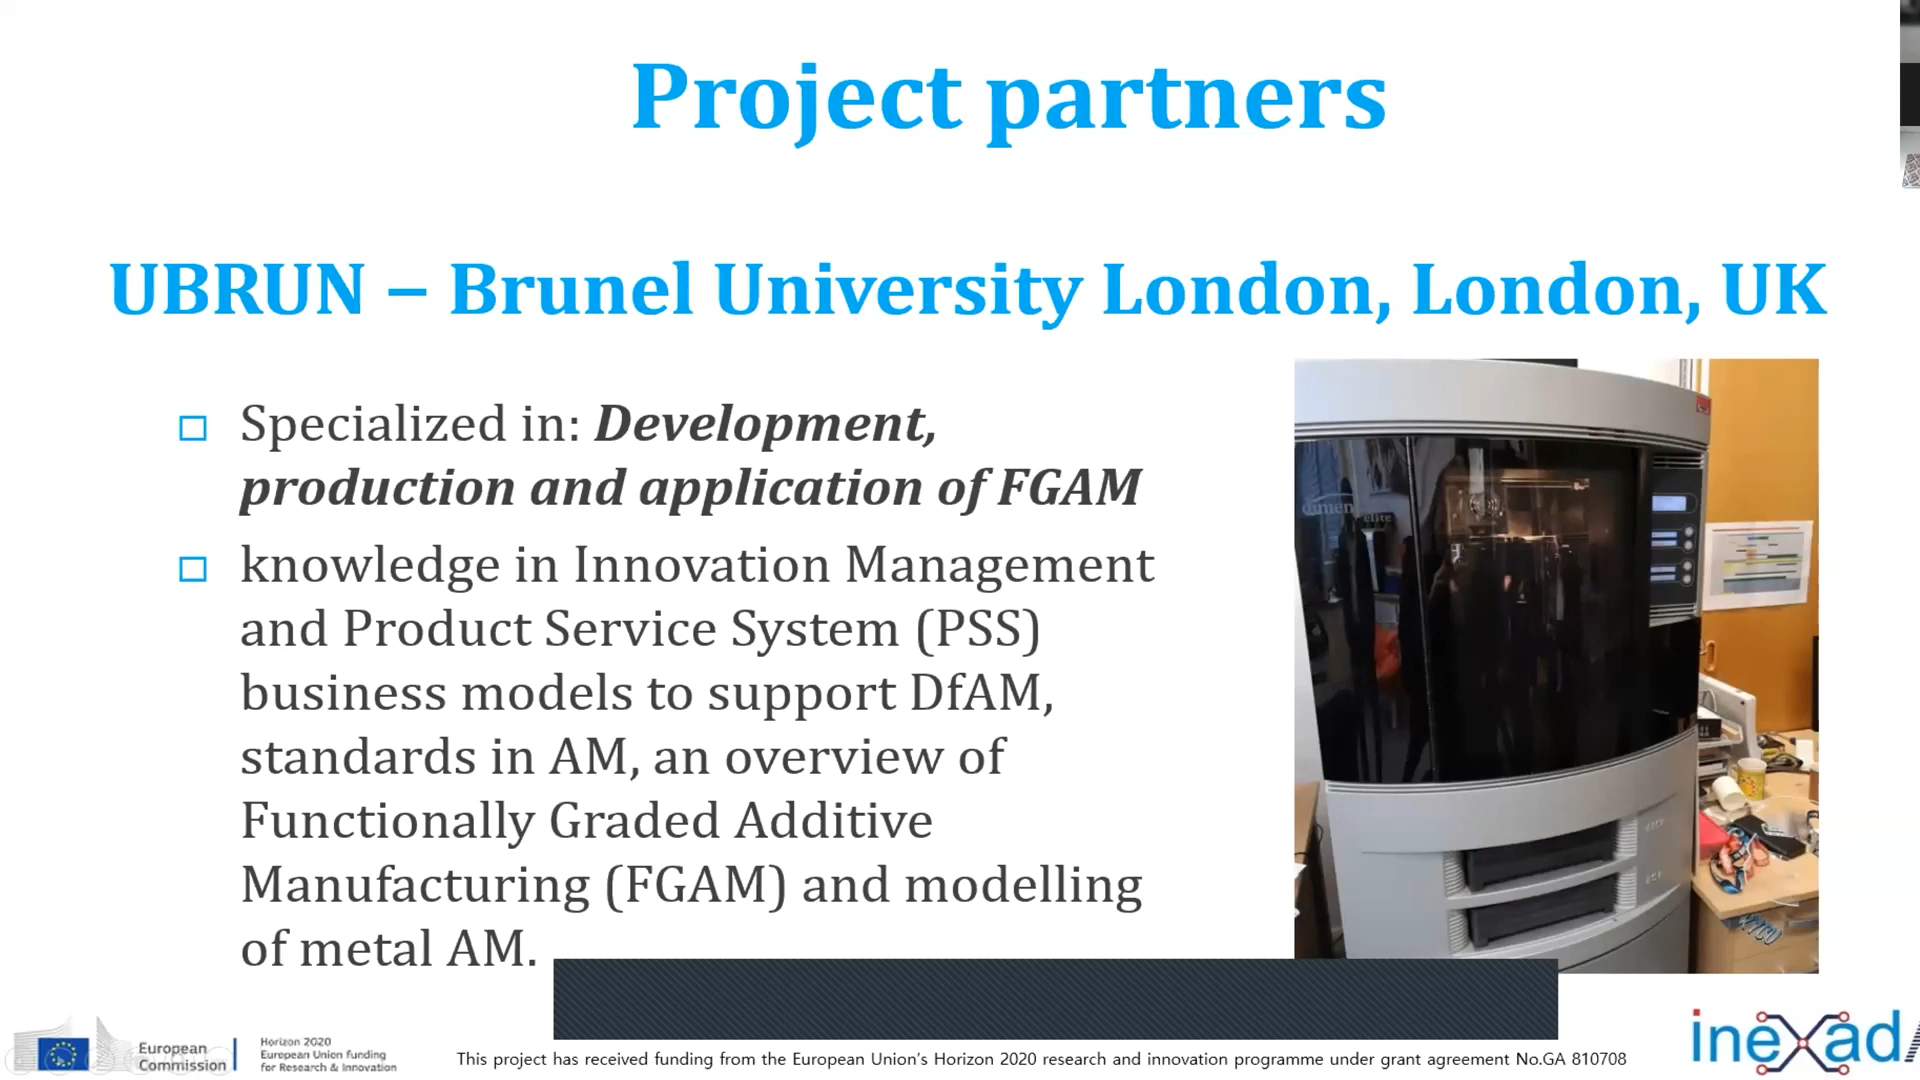 Project partners
UBRUN – Brunel University London, London, UK
Specialized in: Development,
production and application of FGAM
knowledge in Innovation Management
and Product Service System (PSS)
business models to support DfAM,
standards in AM, an overview of
Functionally Graded Additive
Manufacturing (FGAM) and modelling
of metal AM.
dimen
elite
European
Commission
Horizon 2020
European Union funding
for Research & Innovation
This project has received funding from the European Union's Horizon 2020 research and innovation programme under grant agreement No.GA 810708
inexad